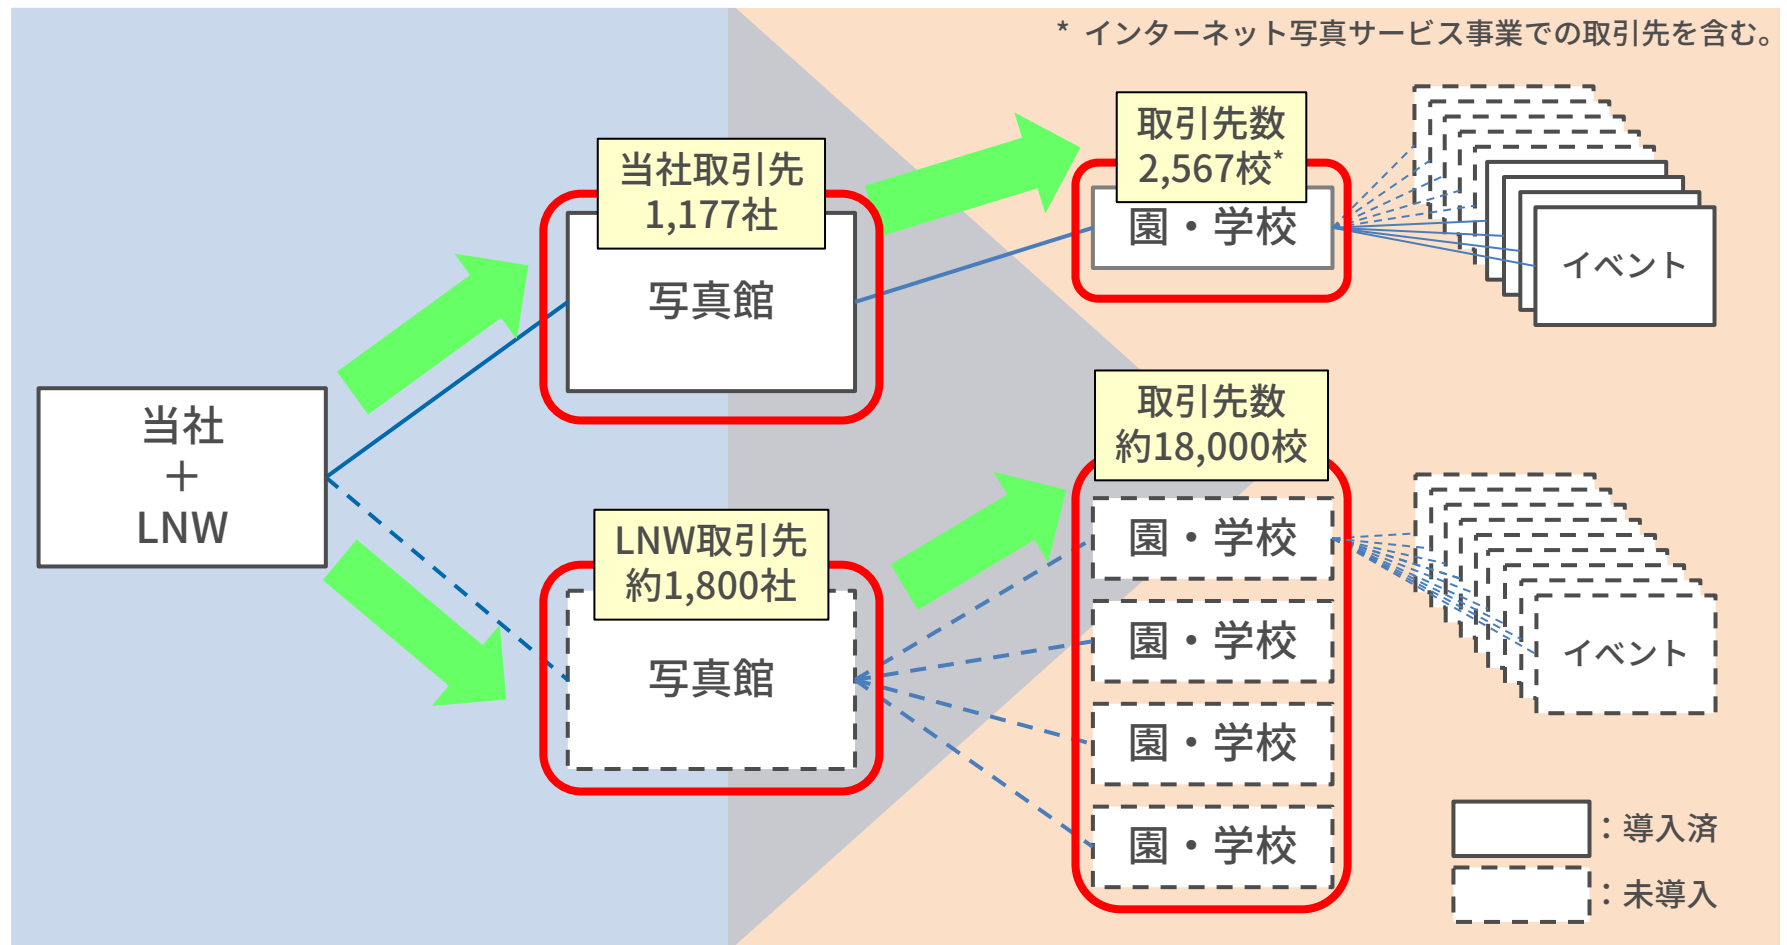 * インターネット写真サービス事業での取引先を含む。
当社
＋
LNW
当社取引先
1,177社
写真館
取引先数
2,567校*
園・学校
イベント
LNW取引先
約1,800社
写真館
取引先数
約18,000校
園・学校
園・学校
園・学校
園・学校
イベント
：導入済
：未導入